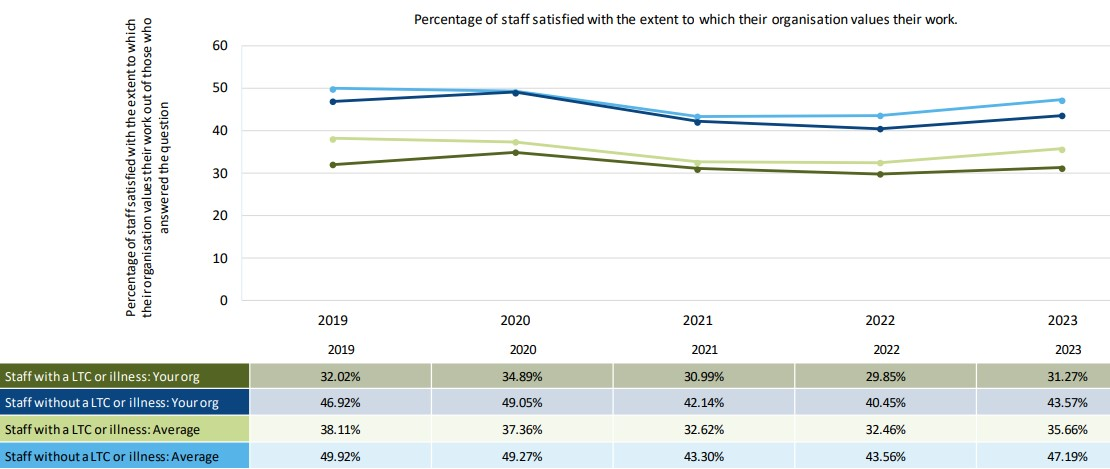 Percentage of staff satisfied with the extent to which their organisation values their work.
Percentage of staff satisfied with the extent to which
their organisation values their work out of those who
answered the question
60
50
40
30
20
10
0
2019 2020 2021 2022 2023
2019 2020 2021 2022 2023
Staff with a LTC or illness: Your org 32.02% 34.89% 30.99% 29.85% 31.27%
Staff without a LTC or illness: Your org 46.92% 49.05% 42.14% 40.45% 43.57%
Staff with a LTC or illness: Average 38.11% 37.36% 32.62% 32.46% 35.66%
Staff without a LTC or illness: Average 49.92% 49.27% 43.30% 43.56% 47.19%